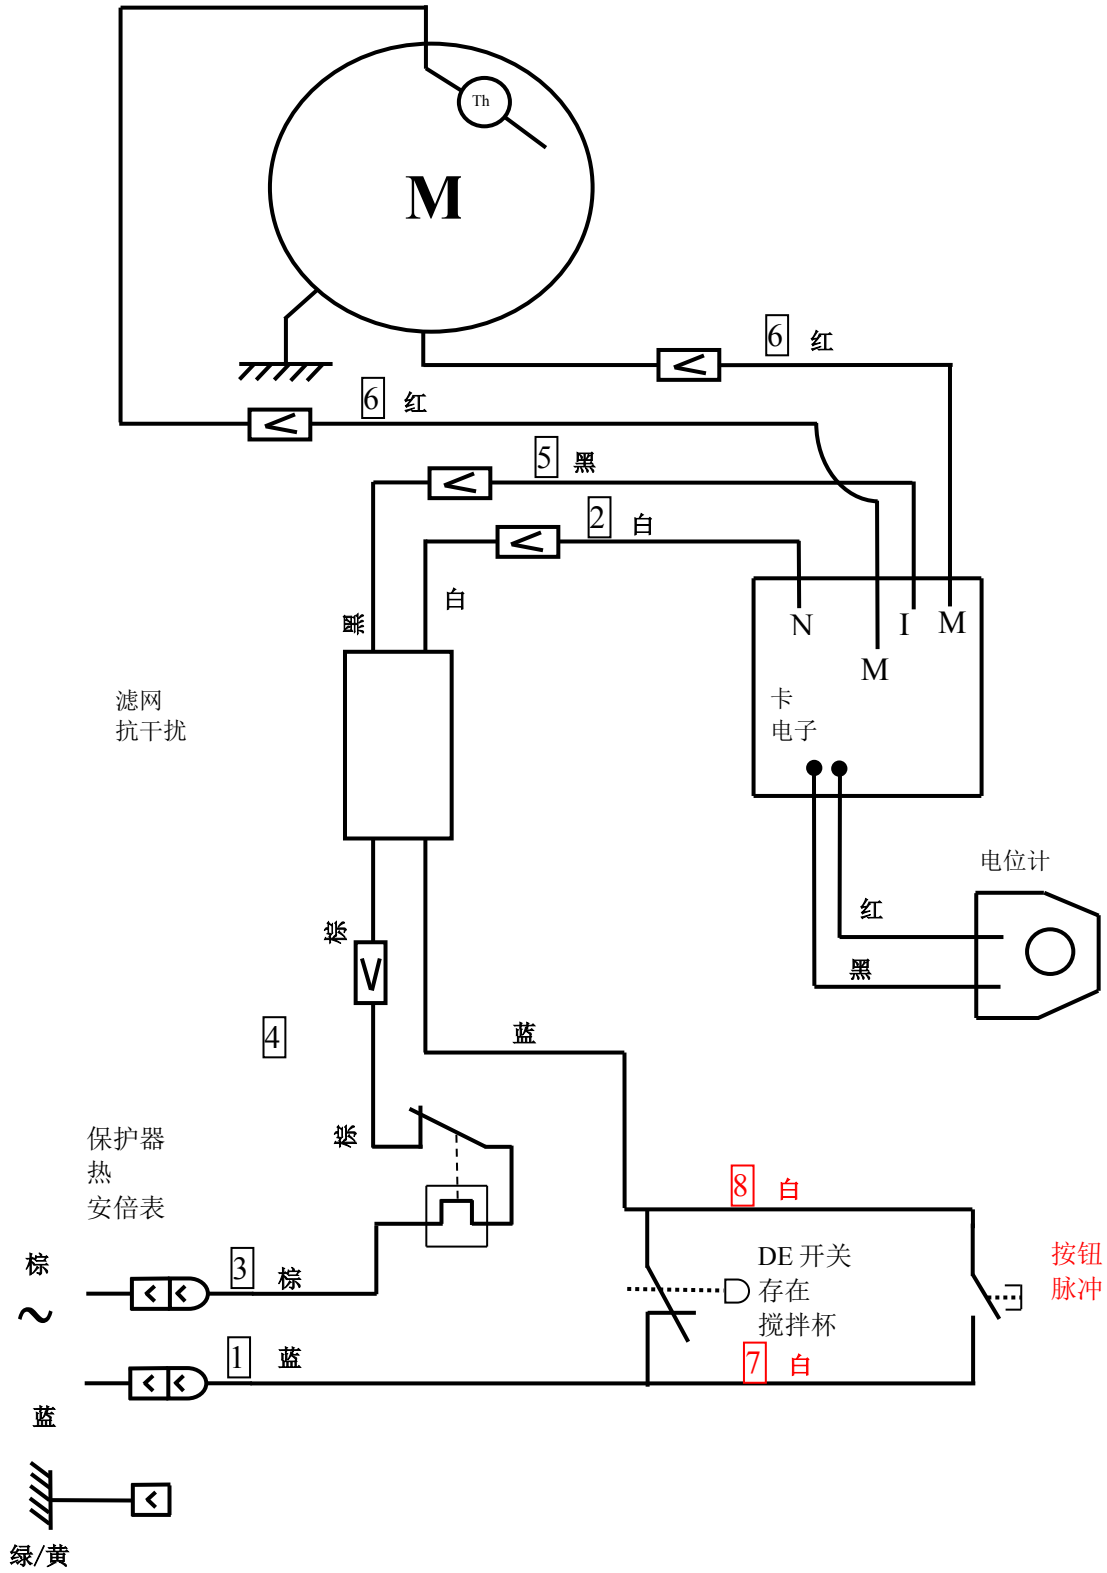 Th
M
6 红
6 红
5 黑
2 白
白
黑
N
I
M
M
滤网
抗干扰
卡
电子
电位计
红
黑
棕
4
蓝
棕
保护器
热
安倍表
8 白
DE 开关
存在
搅拌杯
按钮
脉冲
棕
3 棕
~
1 蓝
7 白
蓝
绿/黄